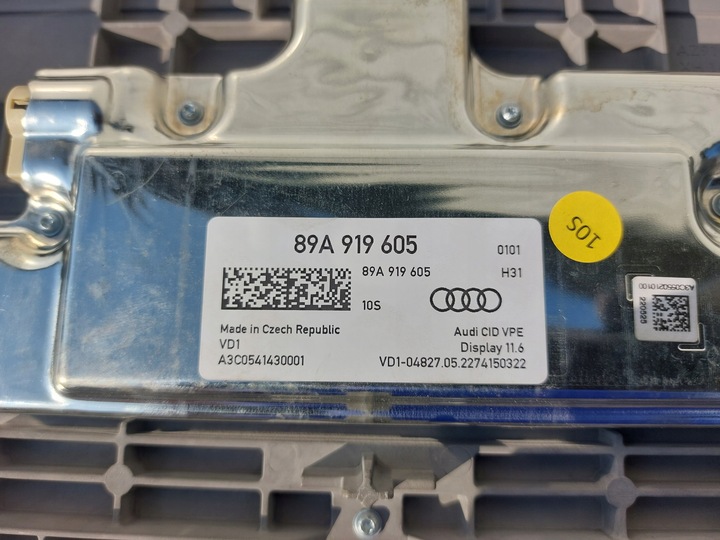 89A 919 605
0101
89A 919 605
H31
10S
Made in Czech Republic
Audi CID VPE
VD1
Display 11.6
A3C0541430001
VD1-04827.05.2274150322
10S
220525